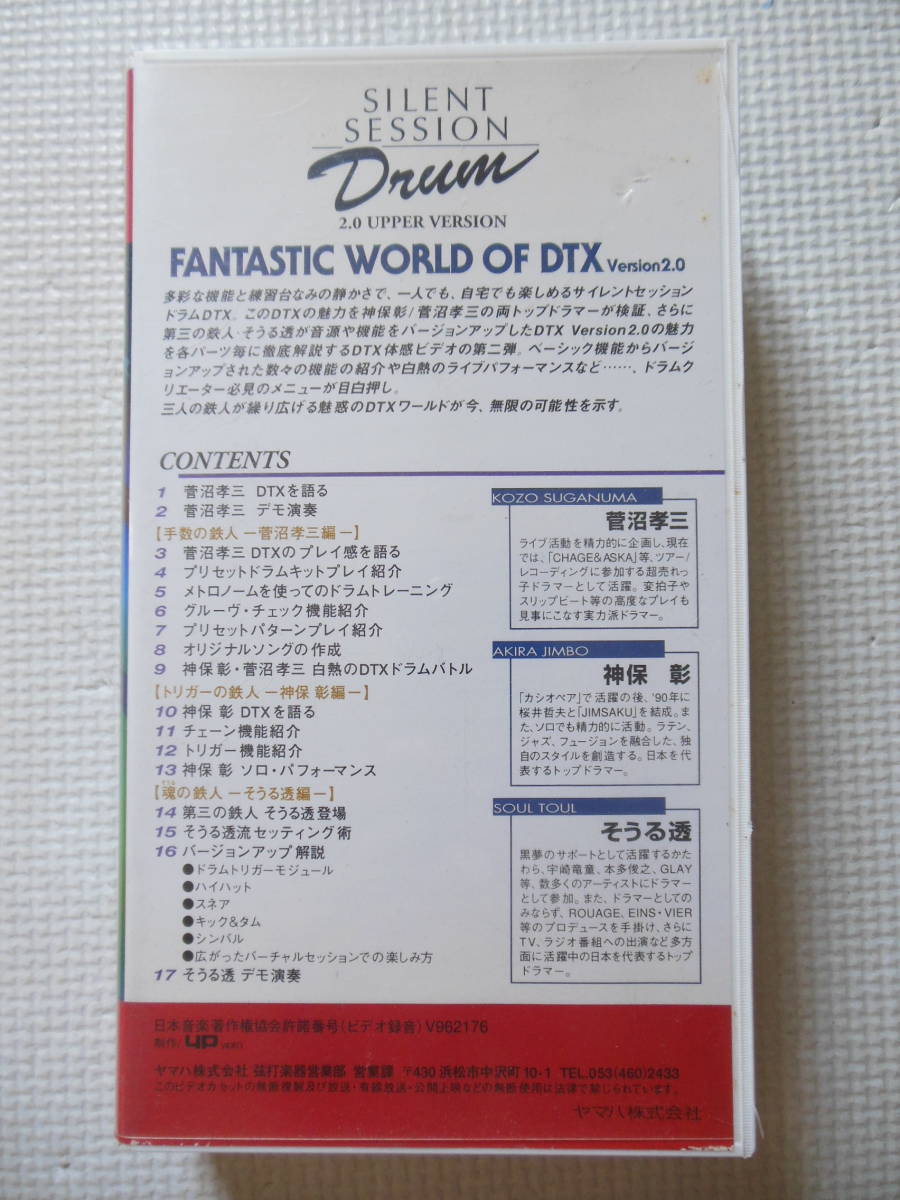 SILENT
SESSION
Drum
2.0 UPPER VERSION
FANTASTIC WORLD OF DTX Version2.0
多彩な機能と練習台なみの静かさで、一人でも、自宅でも楽しめるサイレントセッション
ドラムDTX。このDTXの魅力を神保彰/菅沼孝三の両トップドラマーが検証、さらに
第三の鉄人・そうる透が音源や機能をバージョンアップしたDTX Version2.0の魅力
を各パーツ毎に徹底解説するDTX体感ビデオの第二弾。ベーシック機能からバージ
ョンアップされた数々の機能の紹介や白熱のライブパフォーマンスなど……、ドラムク
リエーター必見のメニューが目白押し。
三人の鉄人が繰り広げる魅惑のDTXワールドが今、無限の可能性を示す。
CONTENTS
1 菅沼孝三 DTXを語る
2 菅沼孝三 デモ演奏
【手数の鉄人 ー菅沼孝三編ー】
3 菅沼孝三 DTXのプレイ感を語る
4 プリセットドラムキットプレイ紹介
5 メトロノームを使ってのドラムトレーニング
6 グルーヴ・チェック機能紹介
7 プリセットパターンプレイ紹介
8 オリジナルソングの作成
9 神保彰・菅沼孝三 白熱のDTXドラムバトル
【トリガーの鉄人 ー神保 彰編ー】
10 神保 彰 DTXを語る
11 チェーン機能紹介
12 トリガー機能紹介
13 神保 彰 ソロ・パフォーマンス
【魂の鉄人 ーそうる透編ー】
14 第三の鉄人 そうる透登場
15 そうる透流セッティング術
16 バージョンアップ解説
●ドラムトリガーモジュール
●ハイハット
●スネア
●キック&タム
●シンバル
●広がったバーチャルセッションでの楽しみ方
17 そうる透 デモ演奏
KOZO SUGANUMA
菅沼孝三
ライブ活動を精力的に企画し、現在
では、「CHAGE&ASKA」等、ツアー/
レコーディングに参加する超売れっ
子ドラマーとして活躍。変拍子や
スリップビート等の高度なプレイも
見事にこなす実力派ドラマー。
AKIRA JIMBO
神保 彰
「カシオペア」で活躍の後、'90年に
桜井哲夫と「JIMSAKU」を結成。ま
た、ソロでも精力的に活動。ラテン、
ジャズ、フュージョンを融合した、独
自のスタイルを創造する。日本を代
表するトップドラマー。
SOUL TOUL
そうる透
黒夢のサポートとして活躍するかた
わら、宇崎竜童、本多俊之、GLAY
等、数多くのアーティストにドラマー
として参加。また、ドラマーとしての
みならず、ROUAGE、EINS・VIER
等のプロデュースを手掛け、さらに
TV、ラジオ番組への出演など多方
面に活躍中の日本を代表するトップ
ドラマー。
日本音楽著作権協会許諾番号(ビデオ録音)V962176
制作/ YP VIDEO
ヤマハ株式会社 弦打楽器営業部 営業課 〒430 浜松市中沢町10-1 TEL.053(460)2433
このビデオカセットの無断複製及び放送・有線放送・公開上映などの無断使用は法律で禁じられています。
ヤマハ株式会社